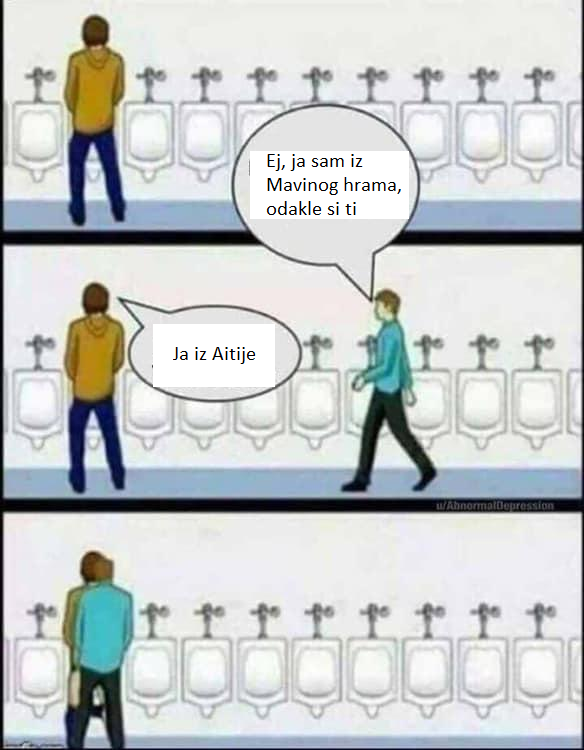 Ej, ja sam iz
Mavinog hrama,
odakle si ti
Ja iz Aitije
u/AbnormalDepression